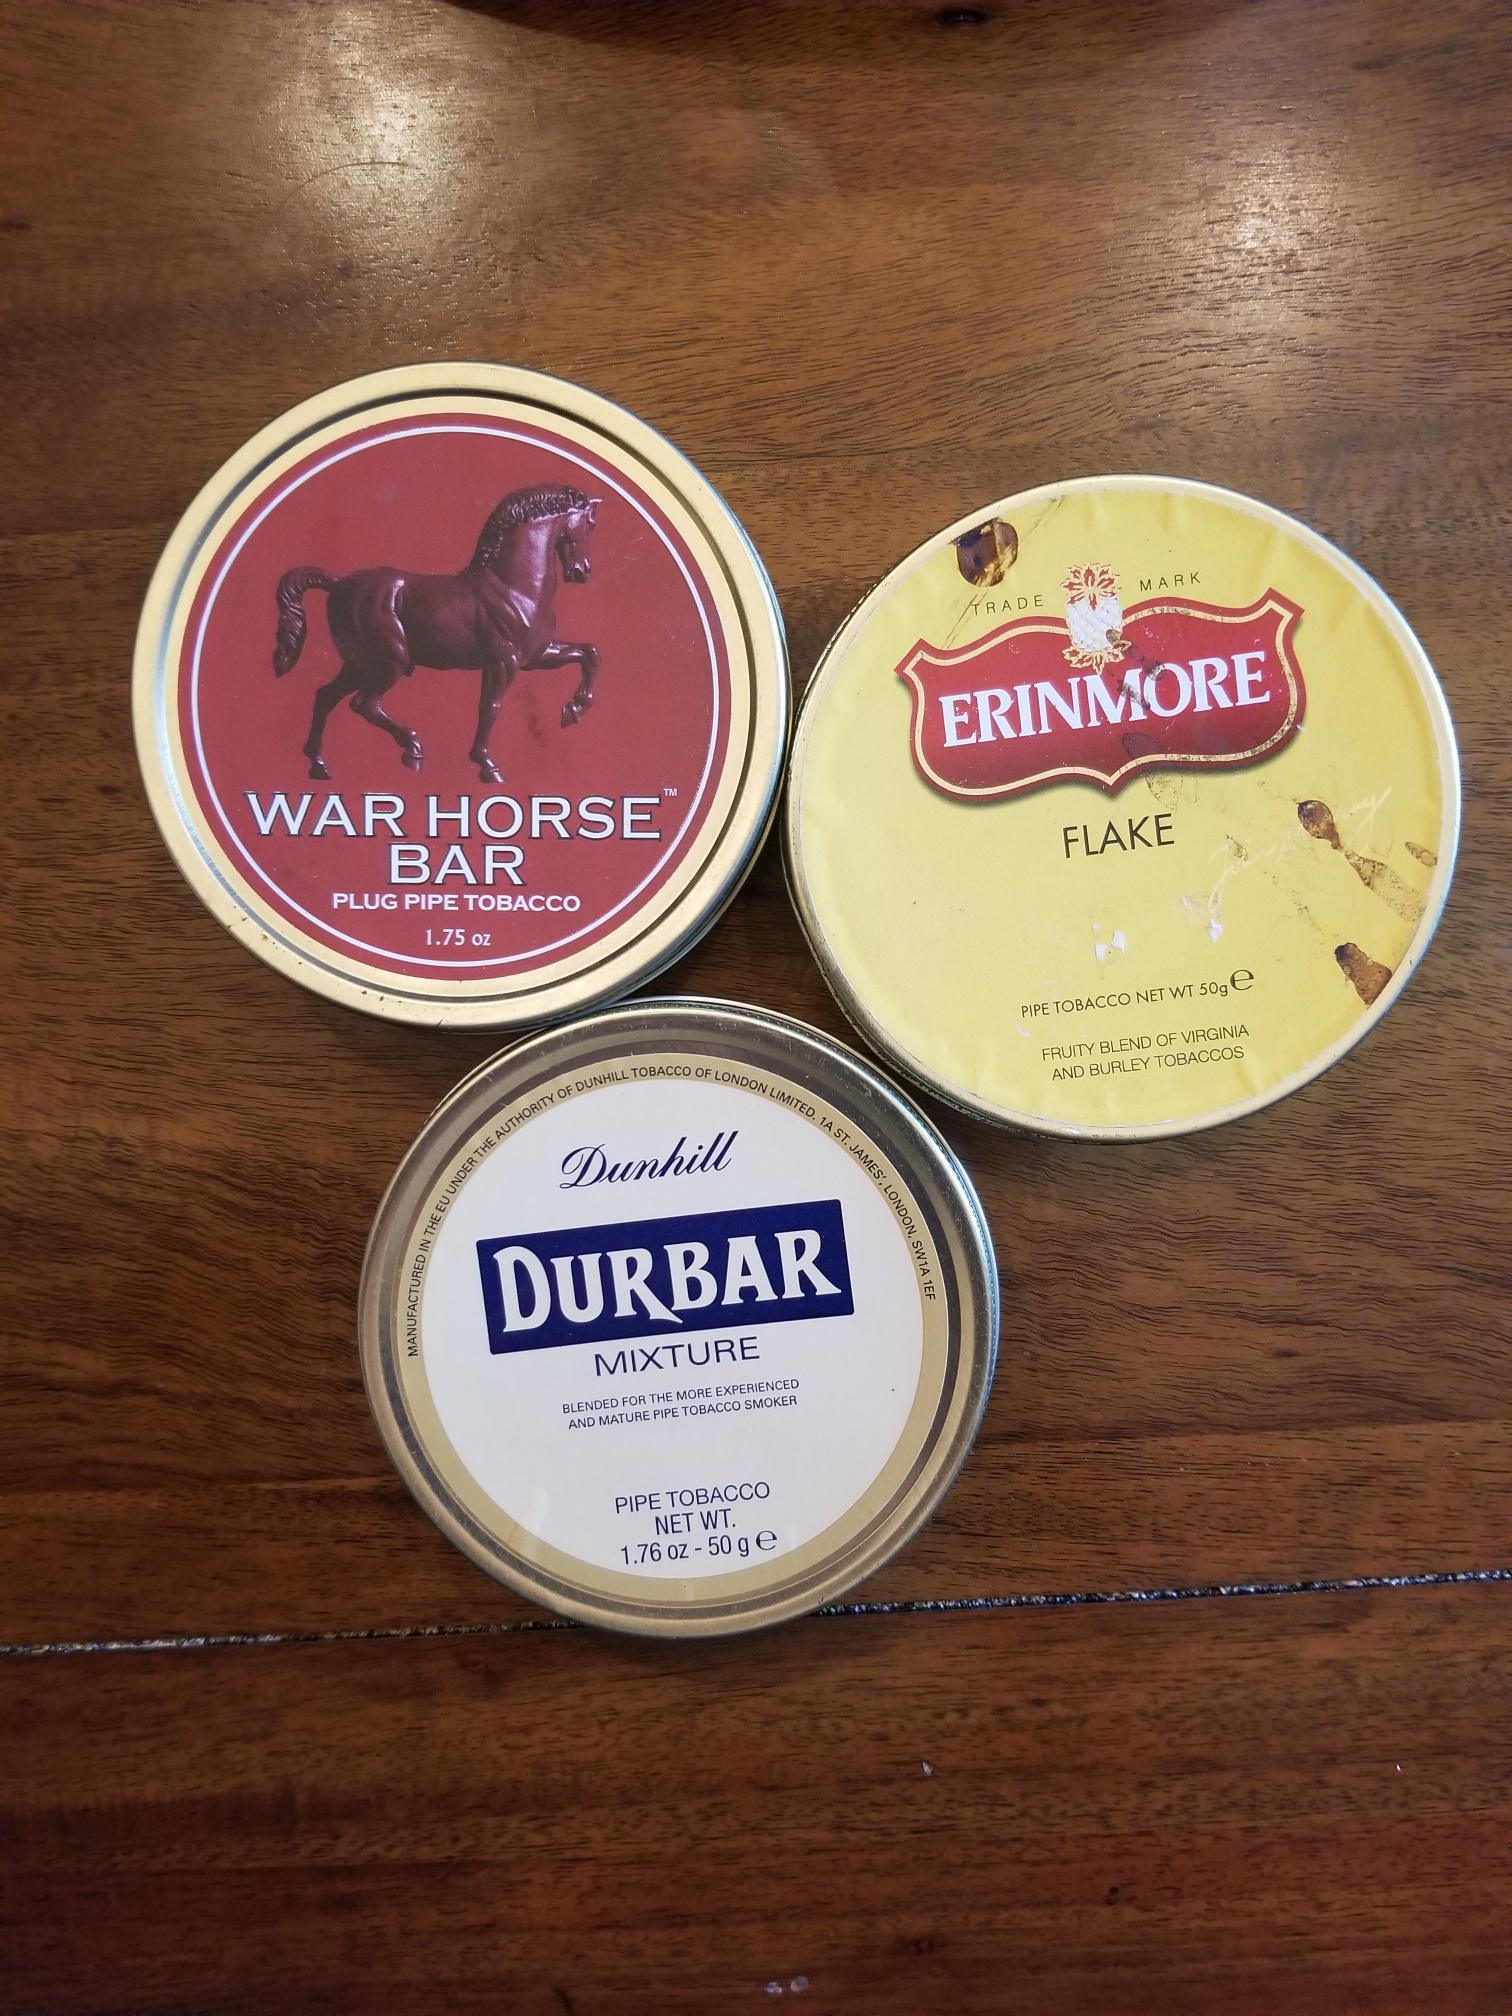 WAR HORSE™
BAR
PLUG PIPE TOBACCO
1.75 oz
TRADE MARK
ERINMORE
FLAKE
PIPE TOBACCO NET WT 50g ℮
FRUITY BLEND OF VIRGINIA
AND BURLEY TOBACCOS
MANUFACTURED IN THE EU UNDER THE AUTHORITY OF DUNHILL TOBACCO OF LONDON LIMITED. 1A ST. JAMES', LONDON, SW1A 1EF
Dunhill
DURBAR
MIXTURE
BLENDED FOR THE MORE EXPERIENCED
AND MATURE PIPE TOBACCO SMOKER
PIPE TOBACCO
NET WT.
1.76 oz - 50 g ℮